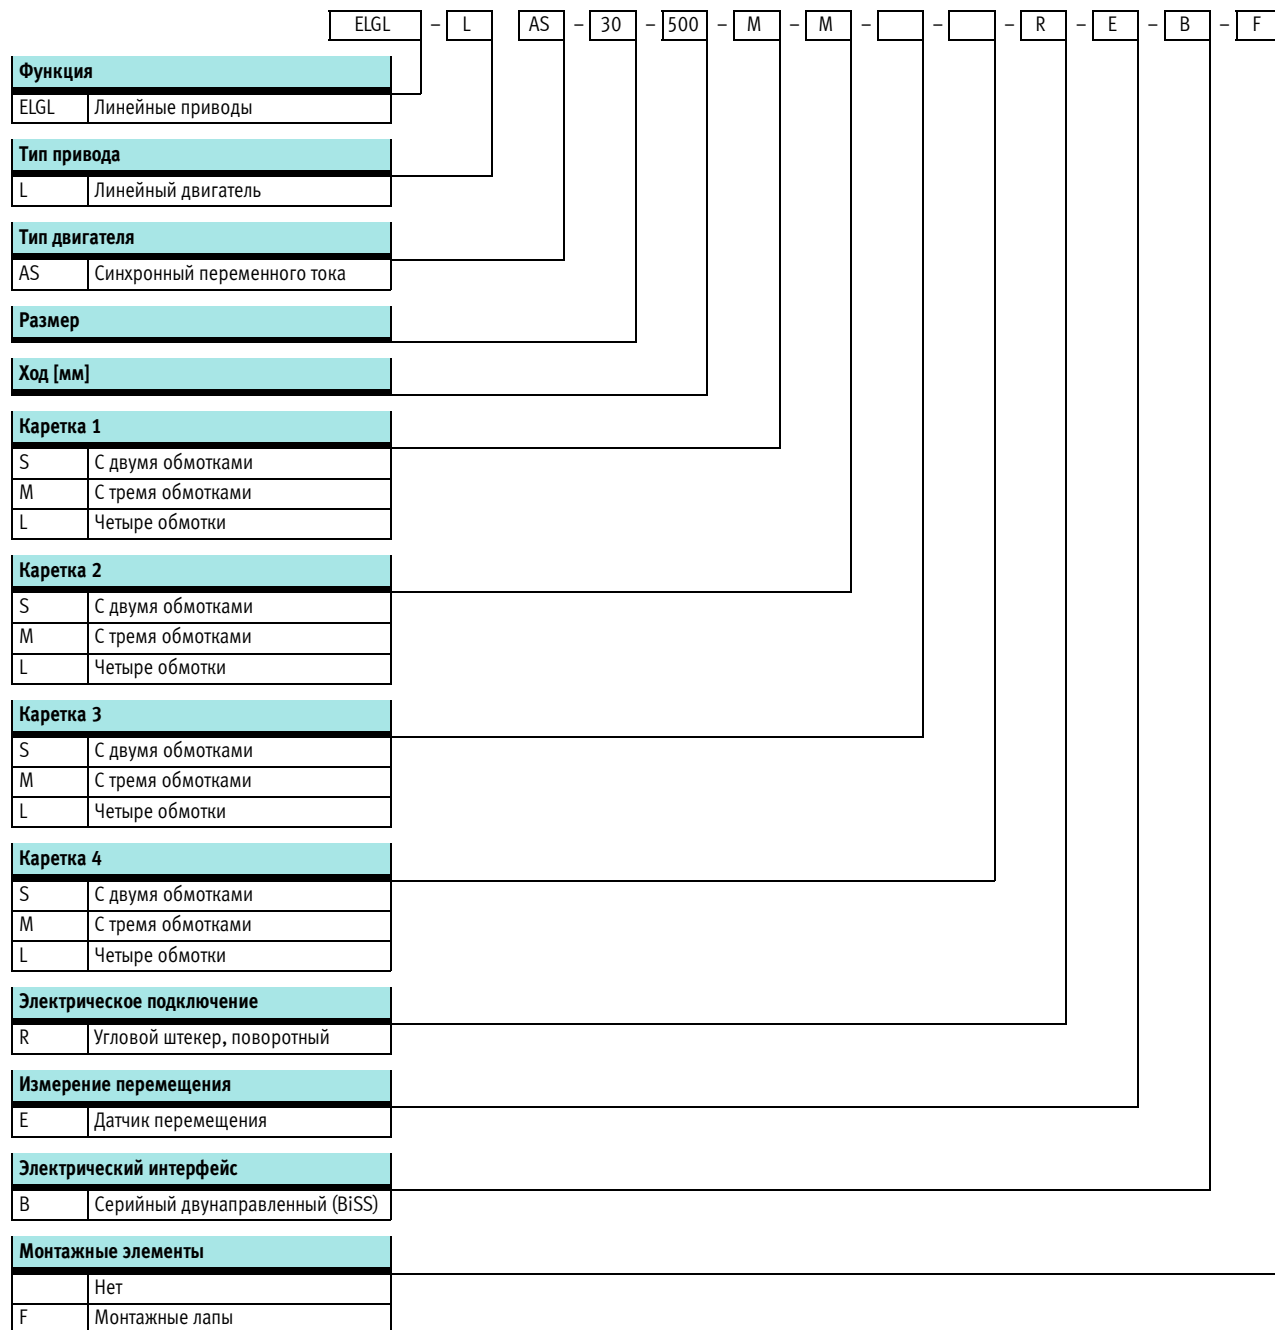 ELGL – L AS – 30 – 500 – M – M – – – R – E – B – F
Функция
ELGL Линейные приводы
Тип привода
L Линейный двигатель
Тип двигателя
AS Синхронный переменного тока
Размер
Ход [мм]
Каретка 1
S С двумя обмотками
M С тремя обмотками
L Четыре обмотки
Каретка 2
S С двумя обмотками
M С тремя обмотками
L Четыре обмотки
Каретка 3
S С двумя обмотками
M С тремя обмотками
L Четыре обмотки
Каретка 4
S С двумя обмотками
M С тремя обмотками
L Четыре обмотки
Электрическое подключение
R Угловой штекер, поворотный
Измерение перемещения
E Датчик перемещения
Электрический интерфейс
B Серийный двунаправленный (BiSS)
Монтажные элементы
Нет
F Монтажные лапы